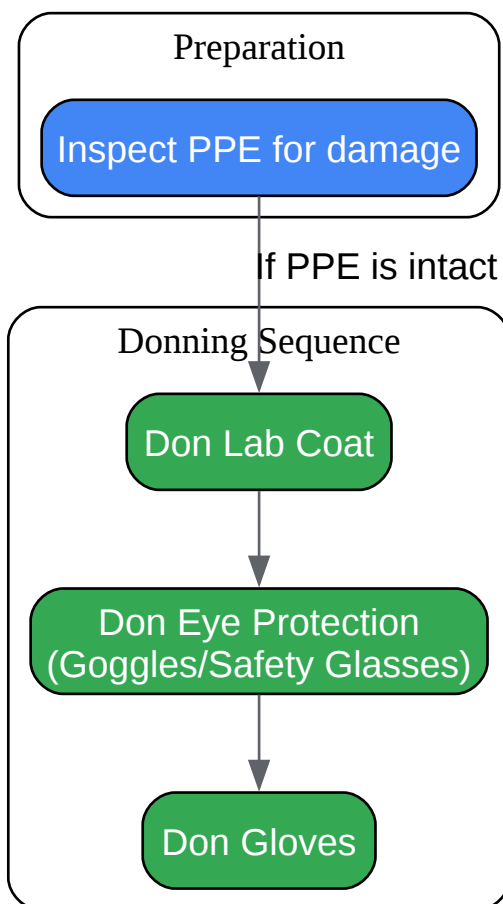 Preparation
Inspect PPE for damage
If PPE is intact
Donning Sequence
Don Lab Coat
Don Eye Protection
(Goggles/Safety Glasses)
Don Gloves